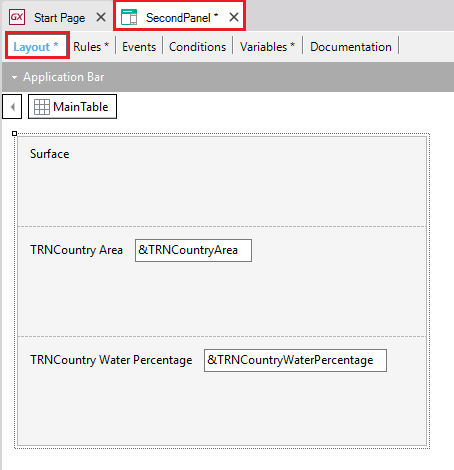 GX Start Page SecondPanel *
Layout * Rules * Events Conditions Variables * Documentation
Application Bar
MainTable
Surface
TRNCountry Area &TRNCountryArea
TRNCountry Water Percentage &TRNCountryWaterPercentage